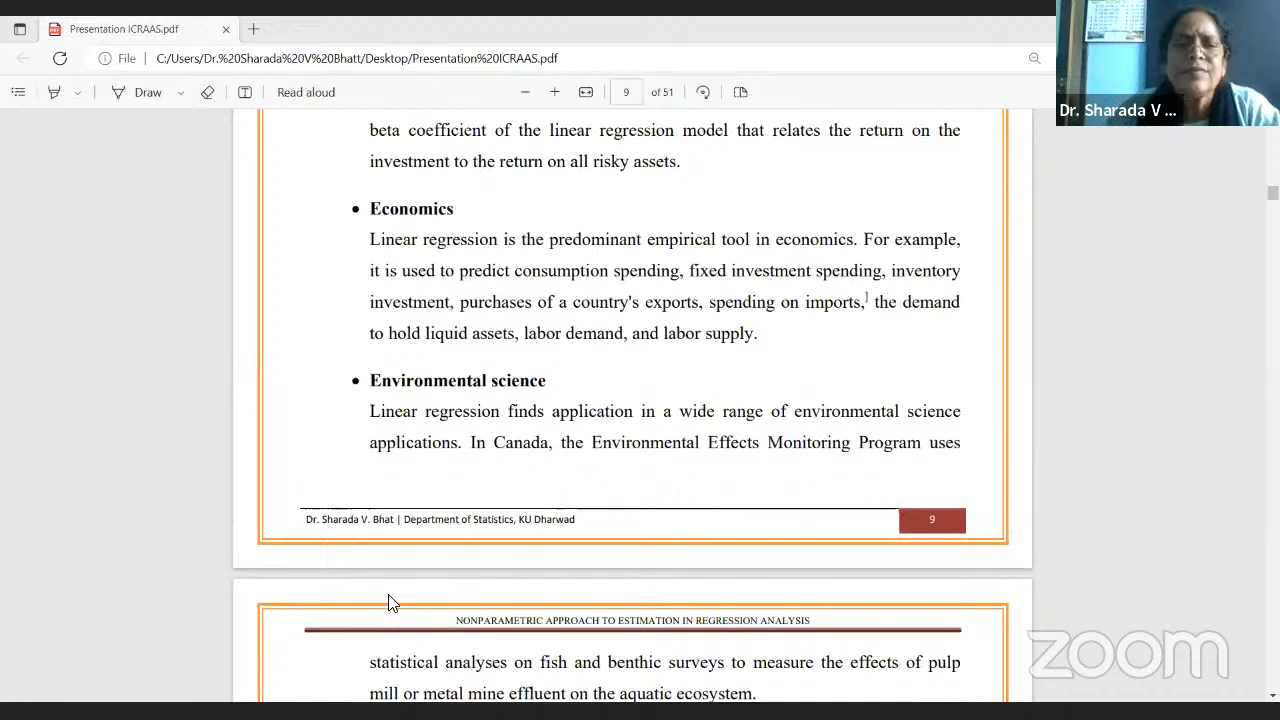 Presentation ICRAAS.pdf
File
C:/Users/Dr.%20Sharada%20V%20Bhatt/Desktop/Presentation%20ICRAAS.pdf
Draw
Read aloud
9
of 51
Dr. Sharada V ...
beta coefficient of the linear regression model that relates the return on the
investment to the return on all risky assets.
• Economics
Linear regression is the predominant empirical tool in economics. For example,
it is used to predict consumption spending, fixed investment spending, inventory
investment, purchases of a country's exports, spending on imports,] the demand
to hold liquid assets, labor demand, and labor supply.
• Environmental science
Linear regression finds application in a wide range of environmental science
applications. In Canada, the Environmental Effects Monitoring Program uses
Dr. Sharada V. Bhat | Department of Statistics, KU Dharwad
9
NONPARAMETRIC APPROACH TO ESTIMATION IN REGRESSION ANALYSIS
statistical analyses on fish and benthic surveys to measure the effects of pulp
mill or metal mine effluent on the aquatic ecosystem.
zoom